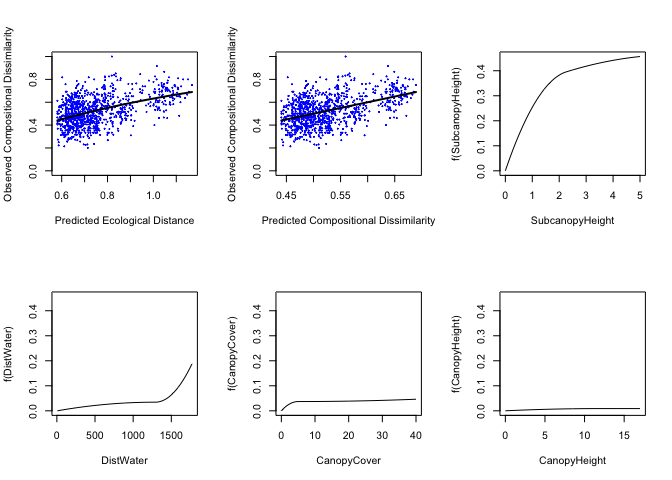 Observed Compositional Dissimilarity
0.0 0.4 0.8
0.6 0.8 1.0
Predicted Ecological Distance
Observed Compositional Dissimilarity
0.0 0.4 0.8
0.45 0.55 0.65
Predicted Compositional Dissimilarity
f(SubcanopyHeight)
0.0 0.1 0.2 0.3 0.4
0 1 2 3 4 5
SubcanopyHeight
f(DistWater)
0.0 0.1 0.2 0.3 0.4
0 500 1000 1500
DistWater
f(CanopyCover)
0.0 0.1 0.2 0.3 0.4
0 10 20 30 40
CanopyCover
f(CanopyHeight)
0.0 0.1 0.2 0.3 0.4
0 5 10 15
CanopyHeight